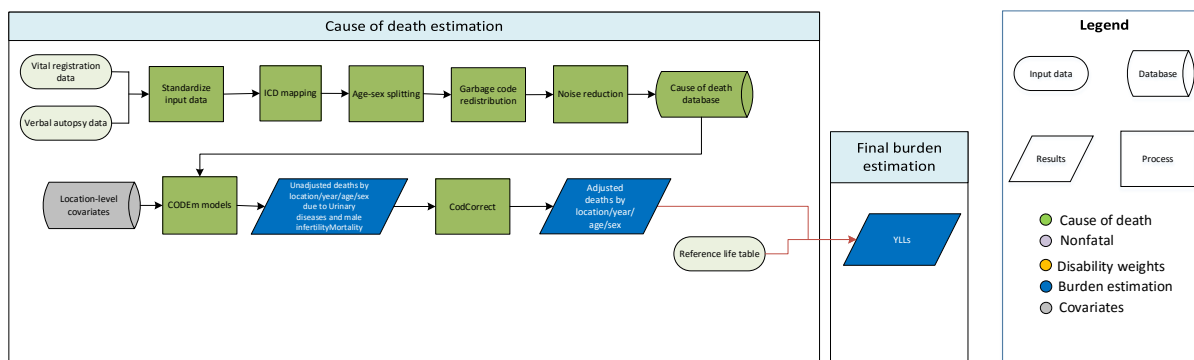 Cause of death estimation
Vital registration
data
Verbal autopsy data
Standardize
input data
ICD mapping
Age-sex splitting
Garbage code
redistribution
Noise reduction
Cause of death
database
Location-level
covariates
CODEm models
Unadjusted deaths by
location/year/age/sex
due to Urinary
diseases and male
infertilityMortality
CodCorrect
Adjusted
deaths by
location/year/
age/sex
Reference life table
Final burden
estimation
YLLs
Legend
Input data
Database
Results
Process
Cause of death
Nonfatal
Disability weights
Burden estimation
Covariates